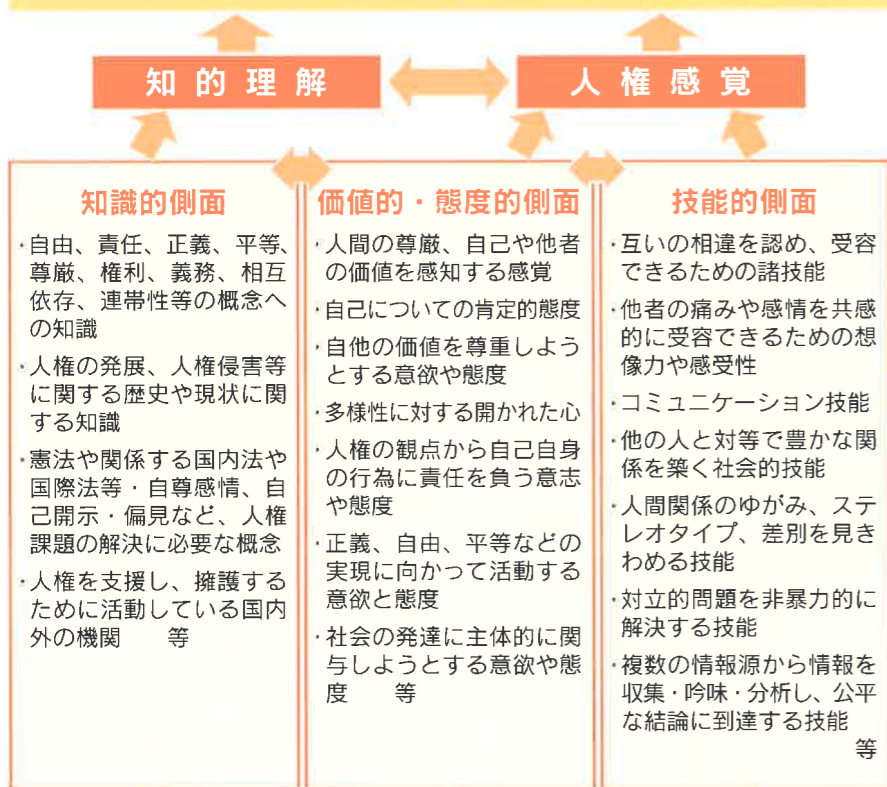 知的理解
人権感覚
知識的側面
・自由、責任、正義、平等、
尊厳、権利、義務、相互
依存、連帯性等の概念へ
の知識
・人権の発展、人権侵害等
に関する歴史や現状に関
する知識
・憲法や関係する国内法や
国際法等・自尊感情、自
己開示・偏見など、人権
課題の解決に必要な概念
・人権を支援し、擁護する
ために活動している国内
外の機関　等
価値的・態度的側面
・人間の尊厳、自己や他者
の価値を感知する感覚
・自己についての肯定的態度
・自他の価値を尊重しよう
とする意欲や態度
・多様性に対する開かれた心
・人権の観点から自己自身
の行為に責任を負う意志
や態度
・正義、自由、平等などの
実現に向かって活動する
意欲と態度
・社会の発達に主体的に関
与しようとする意欲や態
度　等
技能的側面
・互いの相違を認め、受容
できるための諸技能
・他者の痛みや感情を共感
的に受容できるための想
像力や感受性
・コミュニケーション技能
・他の人と対等で豊かな関
係を築く社会的技能
・人間関係のゆがみ、ステ
レオタイプ、差別を見き
わめる技能
・対立的問題を非暴力的に
解決する技能
・複数の情報源から情報を
収集・吟味・分析し、公平
な結論に到達する技能
等